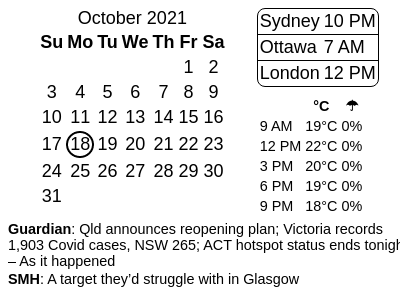 October 2021
Su Mo Tu We Th Fr Sa
1 2
3 4 5 6 7 8 9
10 11 12 13 14 15 16
17 18 19 20 21 22 23
24 25 26 27 28 29 30
31
Sydney 10 PM
Ottawa 7 AM
London 12 PM
°C ☂
9 AM 19°C 0%
12 PM 22°C 0%
3 PM 20°C 0%
6 PM 19°C 0%
9 PM 18°C 0%
Guardian: Qld announces reopening plan; Victoria records
1,903 Covid cases, NSW 265; ACT hotspot status ends tonigh
– As it happened
SMH: A target they’d struggle with in Glasgow